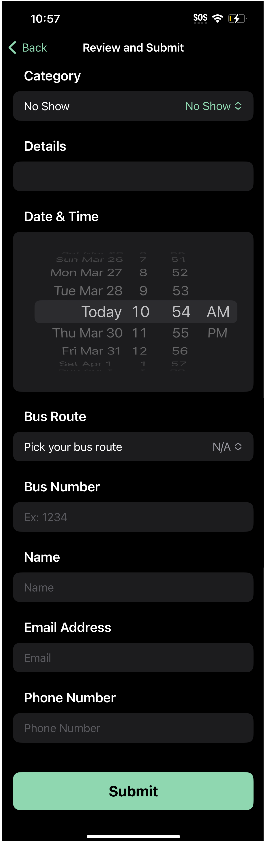 10:57 SOS
Back Review and Submit
Category
No Show No Show
Details
Date & Time
Sun Mar 26 7 51
Mon Mar 27 8 52
Tue Mar 28 9 53
Today 10 54 AM
Thu Mar 30 11 55 PM
Fri Mar 31 12 56
Sat Apr 1 1 57
Bus Route
Pick your bus route N/A
Bus Number
Ex: 1234
Name
Name
Email Address
Email
Phone Number
Phone Number
Submit